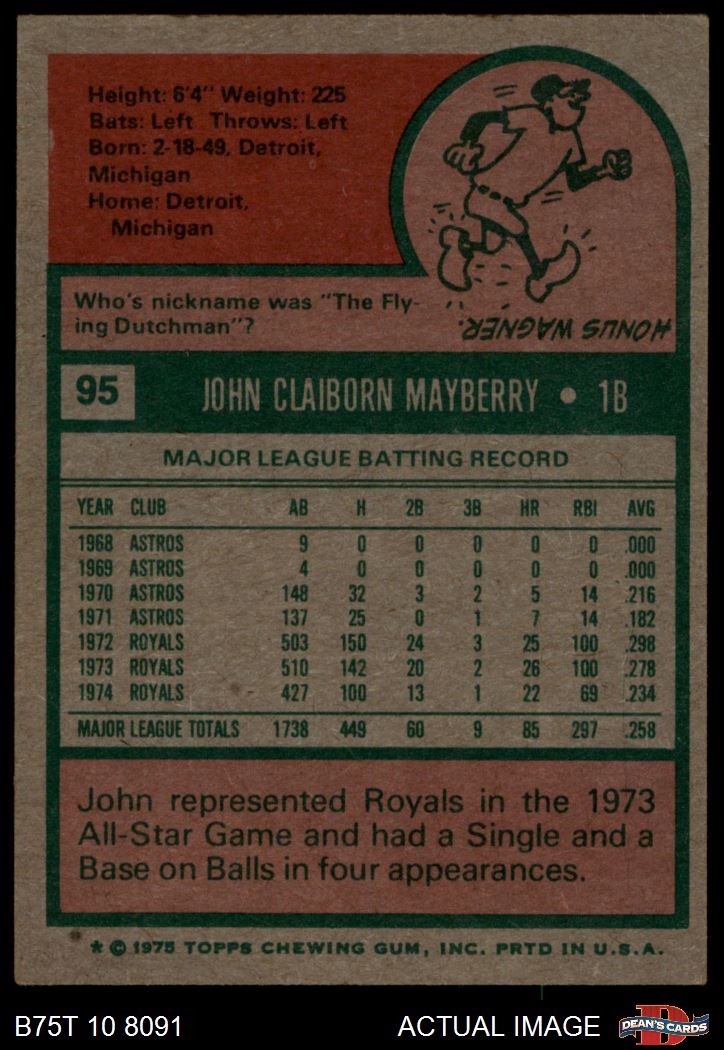 Height: 6'4" Weight: 225
Bats: Left Throws: Left
Born: 2-18-49, Detroit,
Michigan
Home: Detroit,
Michigan
Who's nickname was "The Fly-
ing Dutchman"?
HONUS WAGNER.
95 JOHN CLAIBORN MAYBERRY • 1B
MAJOR LEAGUE BATTING RECORD
YEAR CLUB AB H 2B 3B HR RBI AVG
1968 ASTROS 9 0 0 0 0 0 .000
1969 ASTROS 4 0 0 0 0 0 .000
1970 ASTROS 148 32 3 2 5 14 .216
1971 ASTROS 137 25 0 1 7 14 .182
1972 ROYALS 503 150 24 3 25 100 .298
1973 ROYALS 510 142 20 2 26 100 .278
1974 ROYALS 427 100 13 1 22 69 .234
MAJOR LEAGUE TOTALS 1738 449 60 9 85 297 .258
John represented Royals in the 1973
All-Star Game and had a Single and a
Base on Balls in four appearances.
* © 1975 TOPPS CHEWING GUM, INC. PRTD IN U.S.A.
B75T 10 8091 ACTUAL IMAGE D DEAN'S CARDS